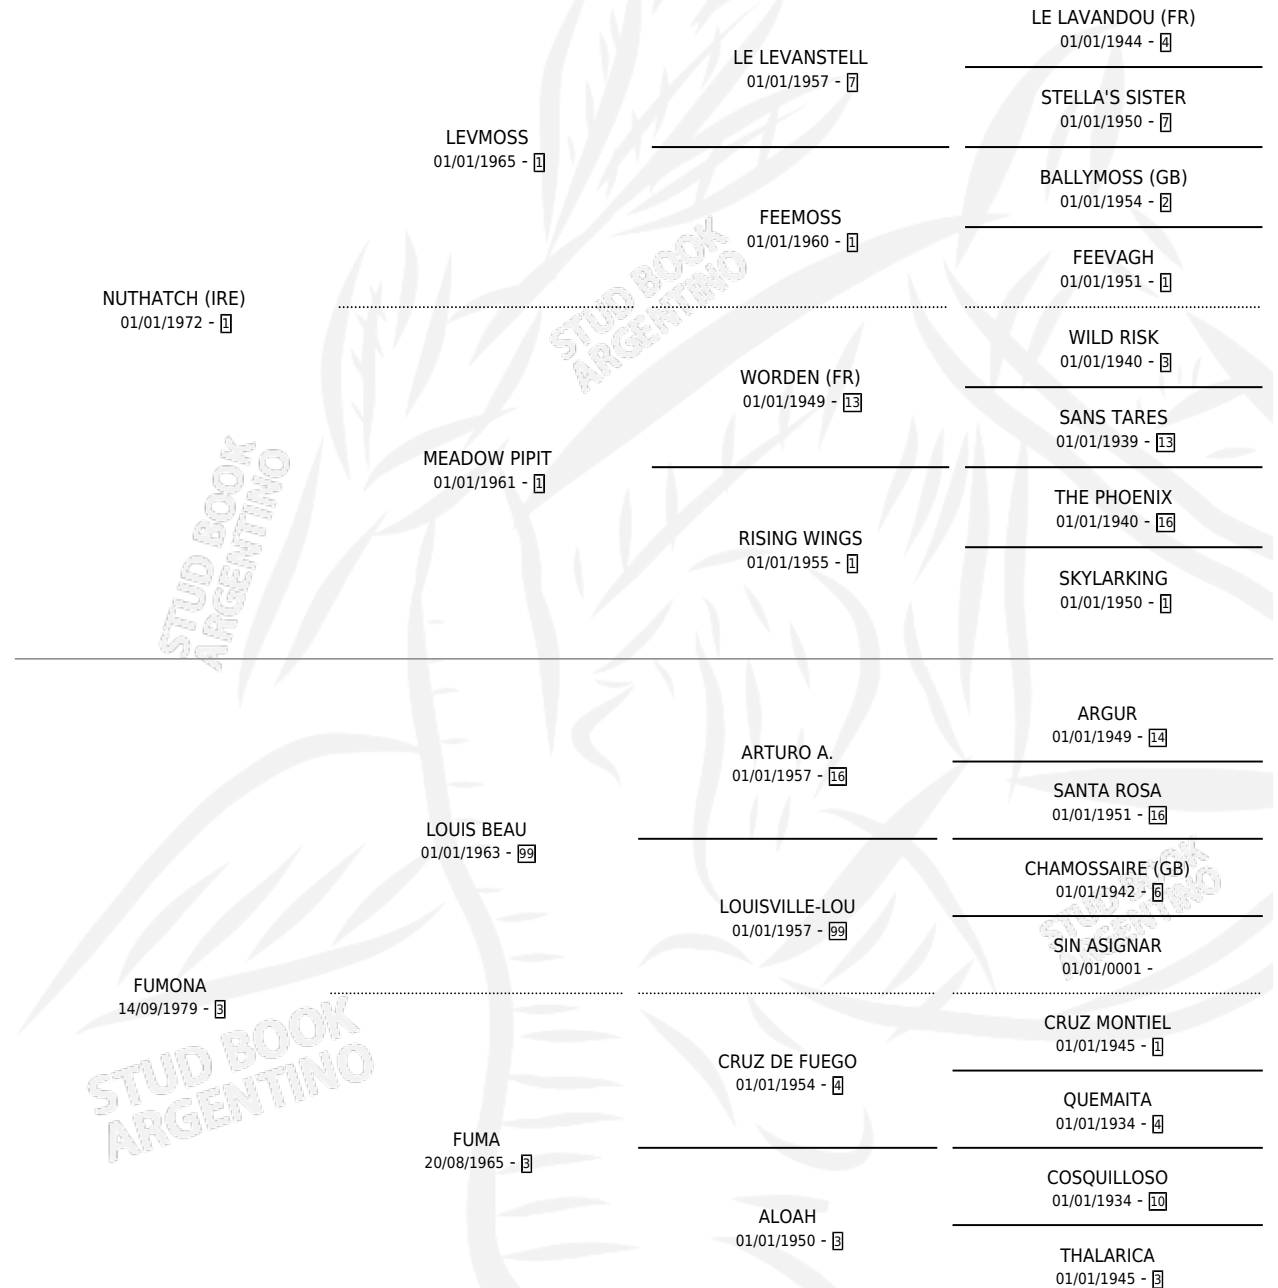 LE LAVANDOU (FR)
01/01/1944 - 4
LE LEVANSTELL
01/01/1957 - 7
STELLA'S SISTER
01/01/1950 - 7
LEVMOSS
01/01/1965 - 1
BALLYMOSS (GB)
01/01/1954 - 2
FEEMOSS
01/01/1960 - 1
FEEVAGH
01/01/1951 - 1
NUTHATCH (IRE)
01/01/1972 - 1
WILD RISK
01/01/1940 - 3
WORDEN (FR)
01/01/1949 - 13
SANS TARES
01/01/1939 - 13
MEADOW PIPIT
01/01/1961 - 1
THE PHOENIX
01/01/1940 - 16
RISING WINGS
01/01/1955 - 1
SKYLARKING
01/01/1950 - 1
ARGUR
01/01/1949 - 14
ARTURO A.
01/01/1957 - 16
SANTA ROSA
01/01/1951 - 16
LOUIS BEAU
01/01/1963 - 99
CHAMOSSAIRE (GB)
01/01/1942 - 6
LOUISVILLE-LOU
01/01/1957 - 99
SIN ASIGNAR
01/01/0001 -
FUMONA
14/09/1979 - 3
CRUZ MONTIEL
01/01/1945 - 1
CRUZ DE FUEGO
01/01/1954 - 4
QUEMAITA
01/01/1934 - 4
FUMA
20/08/1965 - 3
COSQUILLOSO
01/01/1934 - 10
ALOAH
01/01/1950 - 3
THALARICA
01/01/1945 - 3
STUD BOOK
ARGENTINO
STUD BOOK
ARGENTINO
STUD BOOK
ARGENTINO
STUD BOOK
ARGENTINO